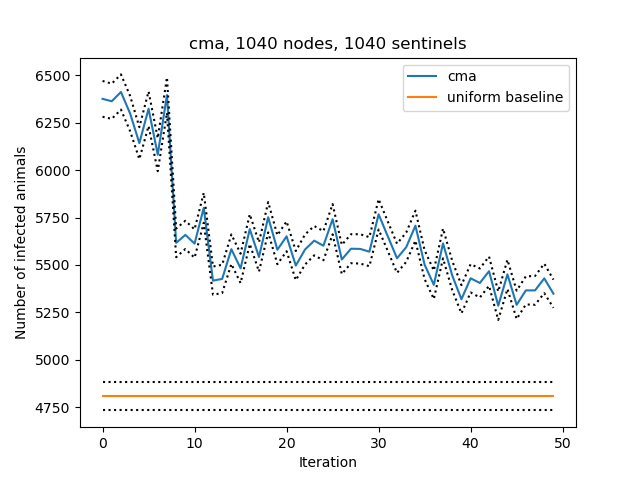 cma, 1040 nodes, 1040 sentinels
cma
uniform baseline
Number of infected animals
6500
6250
6000
5750
5500
5250
5000
4750
0 10 20 30 40 50
Iteration